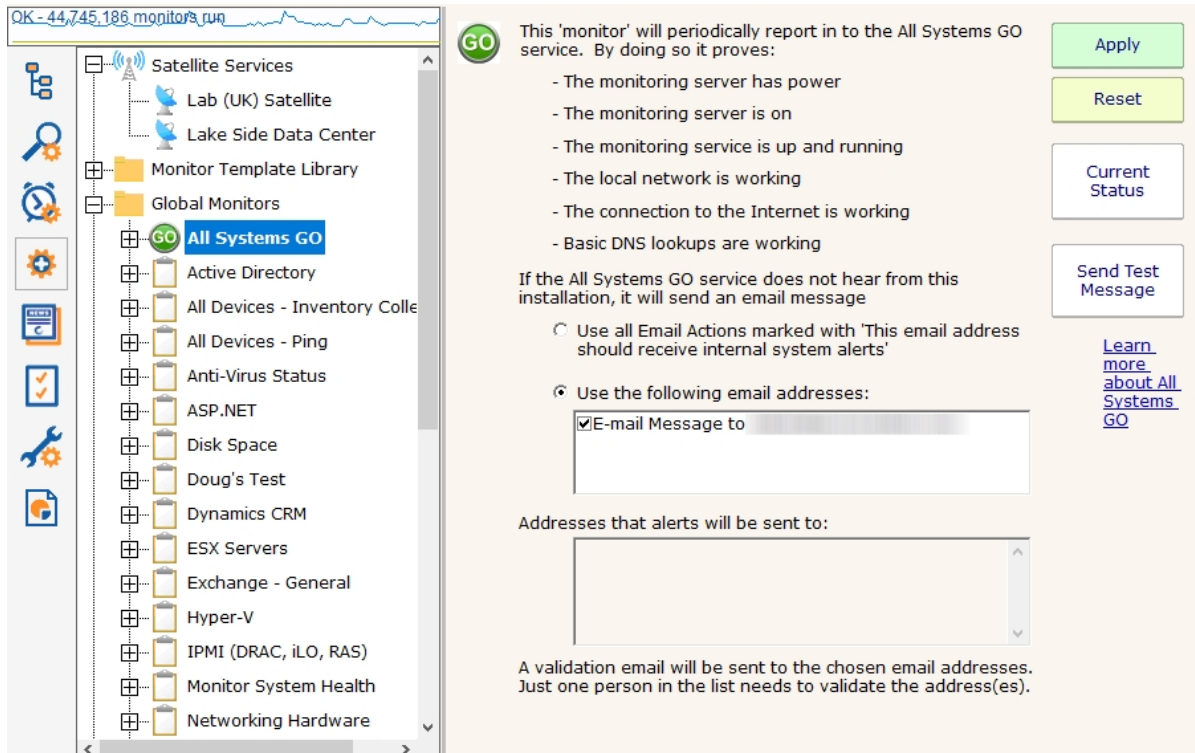 OK - 44,745,186 monitors run
Satellite Services
Lab (UK) Satellite
Lake Side Data Center
Monitor Template Library
Global Monitors
GO All Systems GO
Active Directory
All Devices - Inventory Colle
All Devices - Ping
Anti-Virus Status
ASP.NET
Disk Space
Doug's Test
Dynamics CRM
ESX Servers
Exchange - General
Hyper-V
IPMI (DRAC, iLO, RAS)
Monitor System Health
Networking Hardware
NEWS
GO
This 'monitor' will periodically report in to the All Systems GO
service. By doing so it proves:
- The monitoring server has power
- The monitoring server is on
- The monitoring service is up and running
- The local network is working
- The connection to the Internet is working
- Basic DNS lookups are working
If the All Systems GO service does not hear from this
installation, it will send an email message
Use all Email Actions marked with 'This email address
should receive internal system alerts'
Use the following email addresses:
E-mail Message to
Addresses that alerts will be sent to:
A validation email will be sent to the chosen email addresses.
Just one person in the list needs to validate the address(es).
Apply
Reset
Current
Status
Send Test
Message
Learn
more
about All
Systems
GO